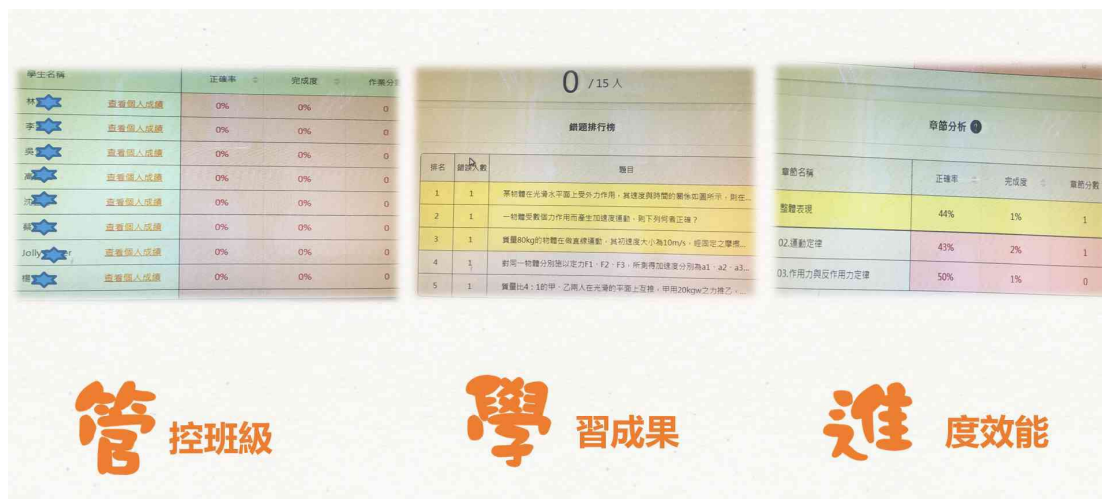 學生名稱 正確率 完成度 作業分
林 查看個人成績 0% 0% 0
李 查看個人成績 0% 0% 0
吳 查看個人成績 0% 0% 0
高 查看個人成績 0% 0% 0
沈 查看個人成績 0% 0% 0
蘇 查看個人成績 0% 0% 0
Jolly 查看個人成績 0% 0% 0
楊 查看個人成績 0% 0% 0
0 / 15 人
錯題排行榜
排名 錯誤人數 題目
1 1 某物體在光滑水平面上受外力作用,其速度與時間的關係如圖所示,則在...
2 1 一物體受數個力作用而產生加速度運動,則下列何者正確?
3 1 質量80kg的物體在做直線運動,其初速度大小為10m/s,經固定之摩擦...
4 1 對同一物體分別施以定力F1、F2、F3,所測得加速度分別為a1、a2、a3...
5 1 質量比4:1的甲、乙兩人在光滑的平面上互推,甲用20kgw之力推乙,...
章節分析
章節名稱 正確率 完成度 章節分數
整體表現 44% 1% 1
02.運動定律 43% 2% 1
03.作用力與反作用力定律 50% 1% 0
管控班級
學習成果
進度效能